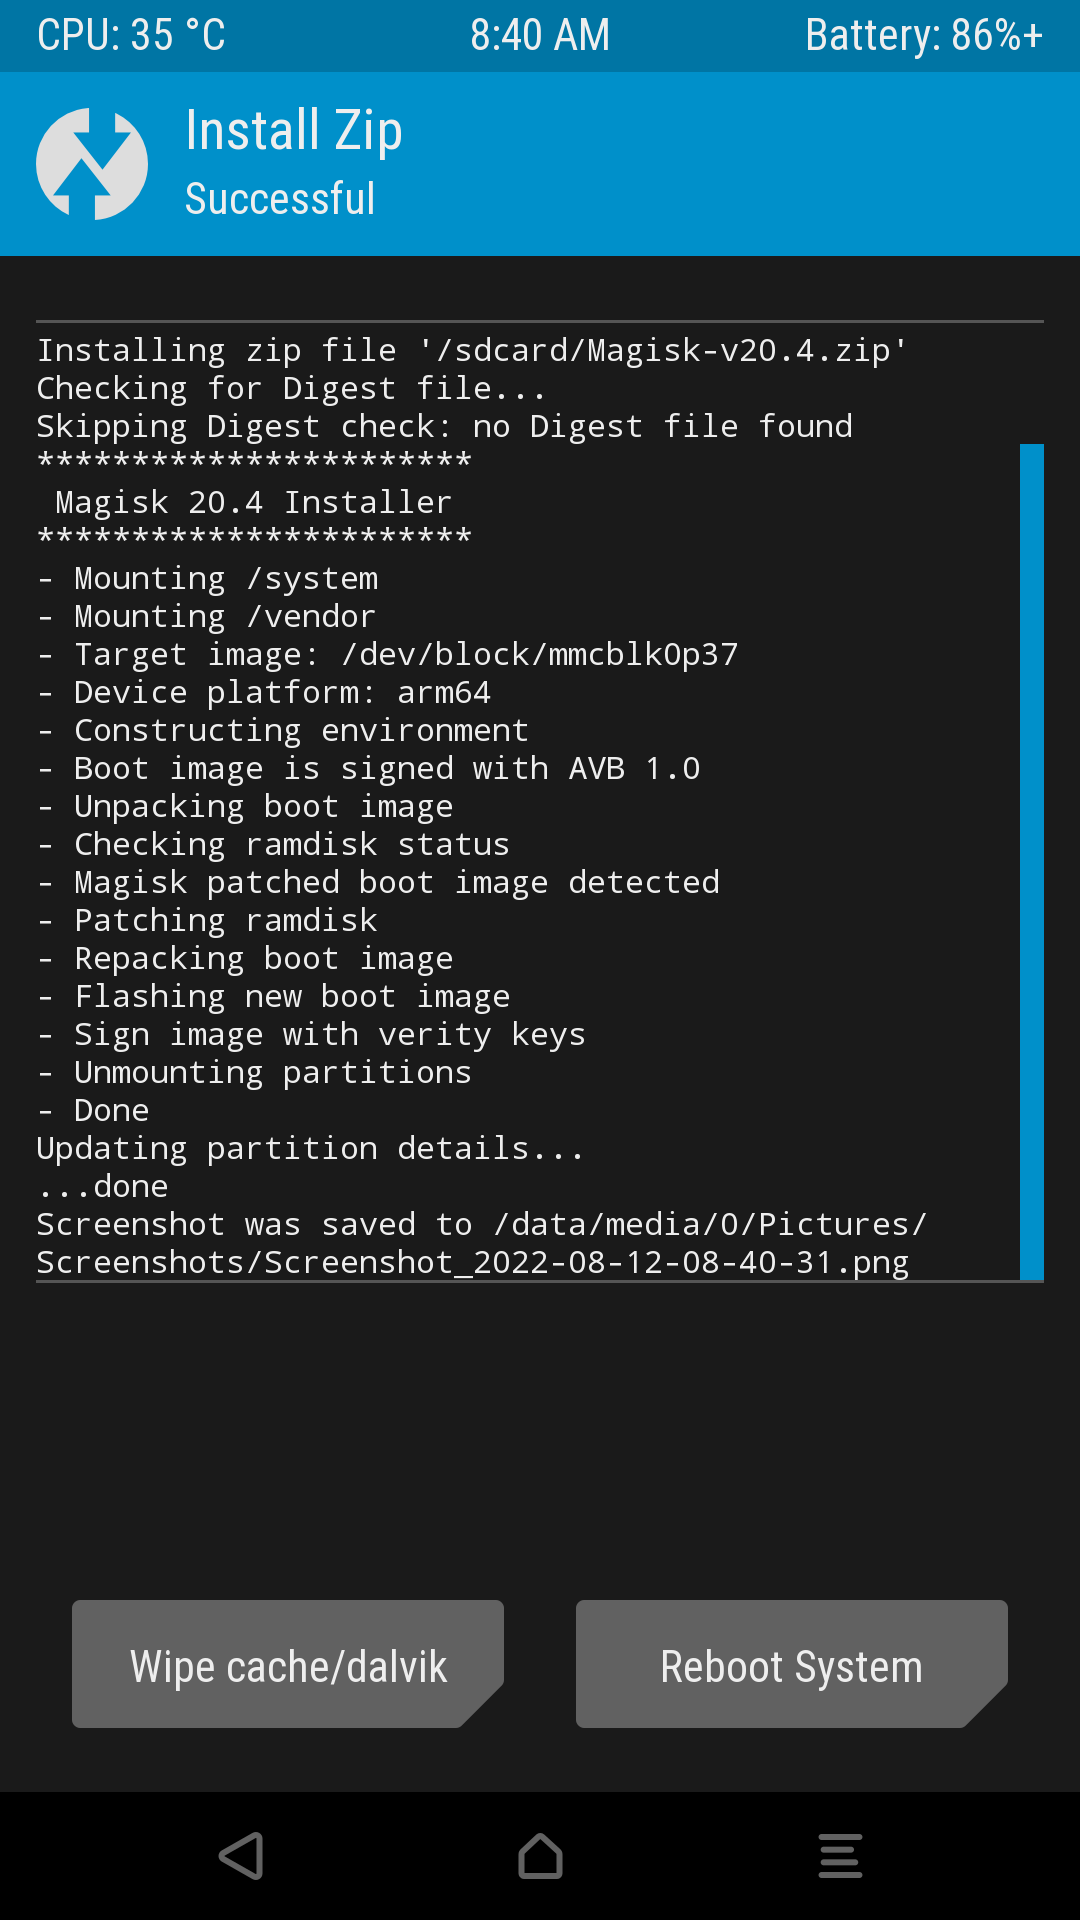 CPU: 35 °C 8:40 AM Battery: 86%+
Install Zip
Successful
Installing zip file '/sdcard/Magisk-v20.4.zip'
Checking for Digest file...
Skipping Digest check: no Digest file found
***********************
 Magisk 20.4 Installer
***********************
- Mounting /system
- Mounting /vendor
- Target image: /dev/block/mmcblk0p37
- Device platform: arm64
- Constructing environment
- Boot image is signed with AVB 1.0
- Unpacking boot image
- Checking ramdisk status
- Magisk patched boot image detected
- Patching ramdisk
- Repacking boot image
- Flashing new boot image
- Sign image with verity keys
- Unmounting partitions
- Done
Updating partition details...
...done
Screenshot was saved to /data/media/0/Pictures/
Screenshots/Screenshot_2022-08-12-08-40-31.png
Wipe cache/dalvik Reboot System